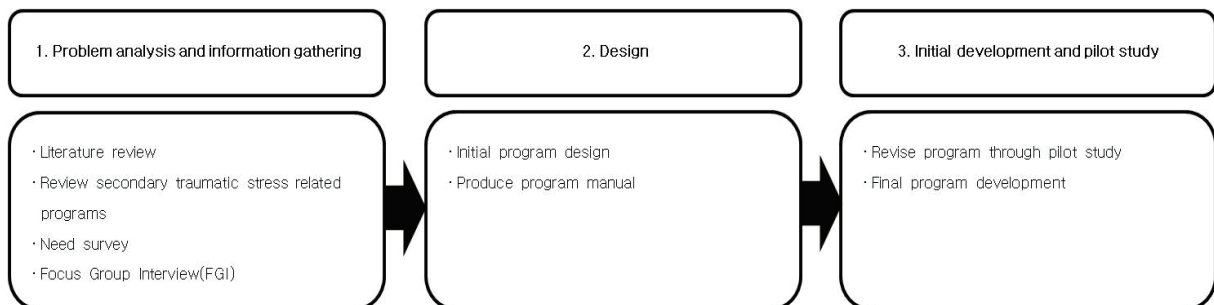 1. Problem analysis and information gathering
· Literature review
· Review secondary traumatic stress related
programs
· Need survey
· Focus Group Interview(FGI)
2. Design
· Initial program design
· Produce program manual
3. Initial development and pilot study
· Revise program through pilot study
· Final program development